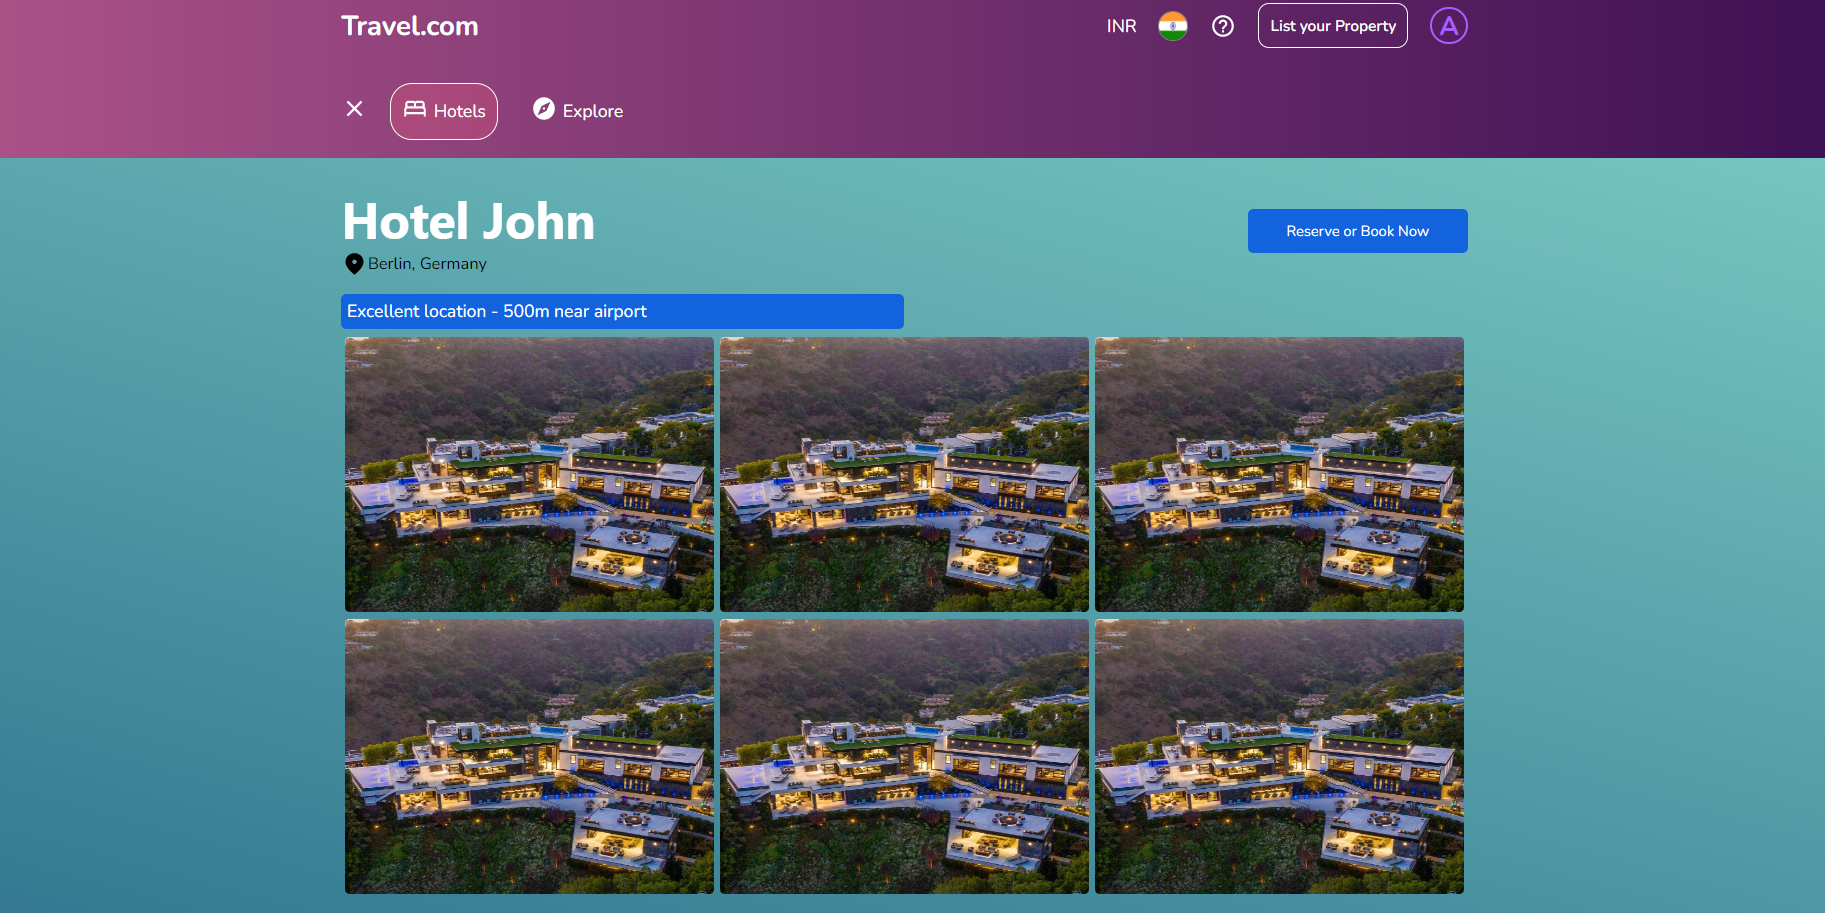 Travel.com
INR
List your Property
A
Hotels
Explore
Hotel John
Reserve or Book Now
Berlin, Germany
Excellent location - 500m near airport